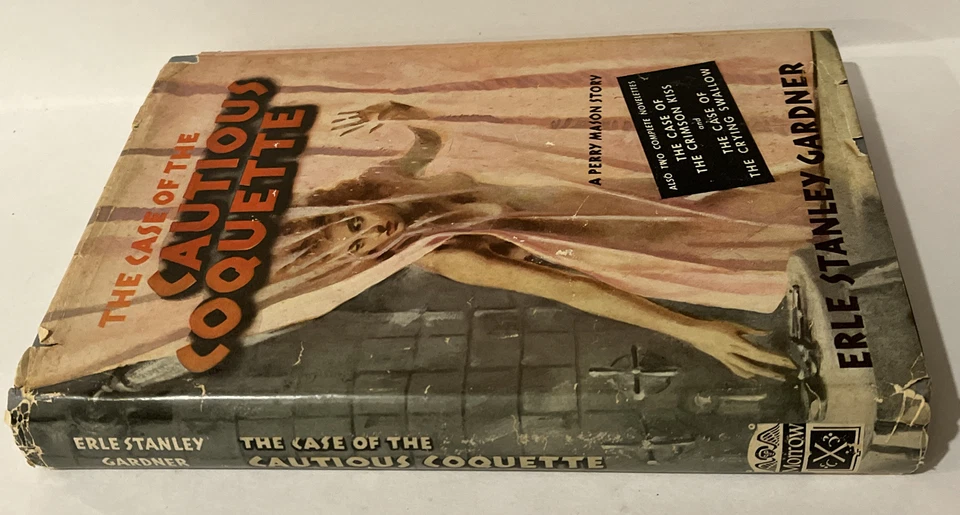 THE CASE OF THE
CAUTIOUS
COQUETTE
A PERRY MASON STORY
ALSO TWO COMPLETE NOVELETTES
THE CASE OF
THE CRIMSON KISS
and
THE CASE OF
THE CRYING SWALLOW
ERLE STANLEY GARDNER
ERLE STANLEY
GARDNER
THE CASE OF THE
CAUTIOUS COQUETTE
Morrow